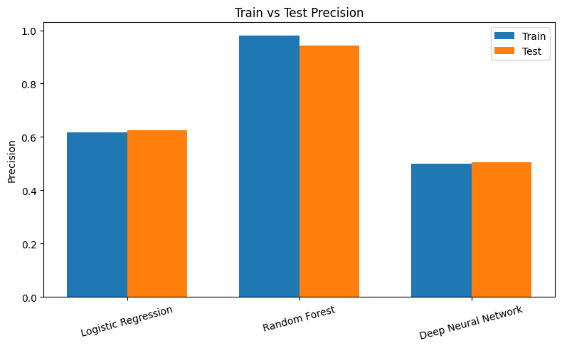 Train vs Test Precision
Train
Test
Precision
1.0
0.8
0.6
0.4
0.2
0.0
Logistic Regression
Random Forest
Deep Neural Network